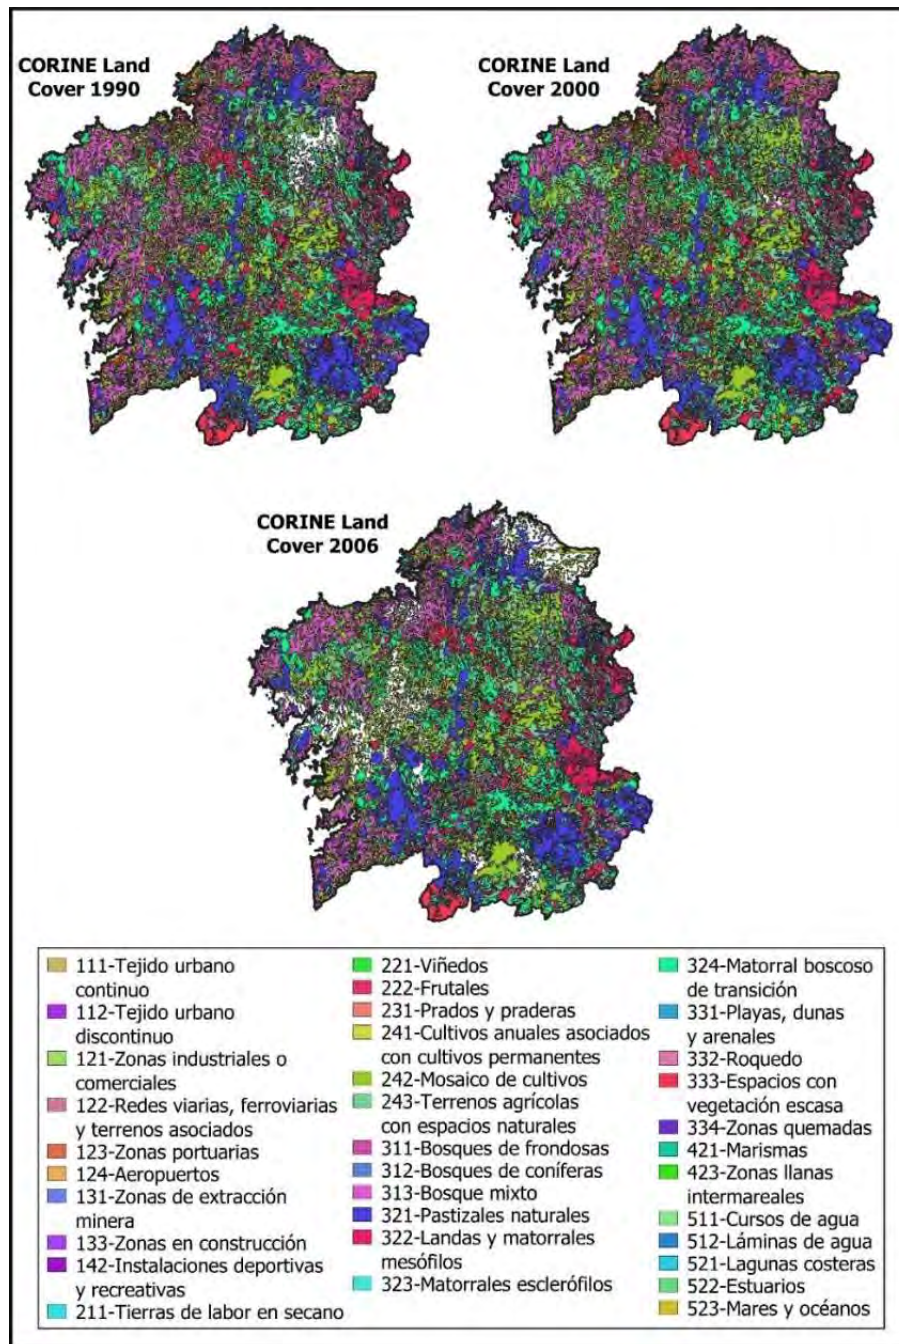 CORINE Land
Cover 1990
CORINE Land
Cover 2000
CORINE Land
Cover 2006
111-Tejido urbano
continuo
112-Tejido urbano
discontinuo
121-Zonas industriales o
comerciales
122-Redes viarias, ferroviarias
y terrenos asociados
123-Zonas portuarias
124-Aeropuertos
131-Zonas de extracción
minera
133-Zonas en construcción
142-Instalaciones deportivas
y recreativas
211-Tierras de labor en secano
221-Viñedos
222-Frutales
231-Prados y praderas
241-Cultivos anuales asociados
con cultivos permanentes
242-Mosaico de cultivos
243-Terrenos agrícolas
con espacios naturales
311-Bosques de frondosas
312-Bosques de coníferas
313-Bosque mixto
321-Pastizales naturales
322-Landas y matorrales
mesófilos
323-Matorrales esclerófilos
324-Matorral boscoso
de transición
331-Playas, dunas
y arenales
332-Roquedo
333-Espacios con
vegetación escasa
334-Zonas quemadas
421-Marismas
423-Zonas llanas
intermareales
511-Cursos de agua
512-Láminas de agua
521-Lagunas costeras
522-Estuarios
523-Mares y océanos